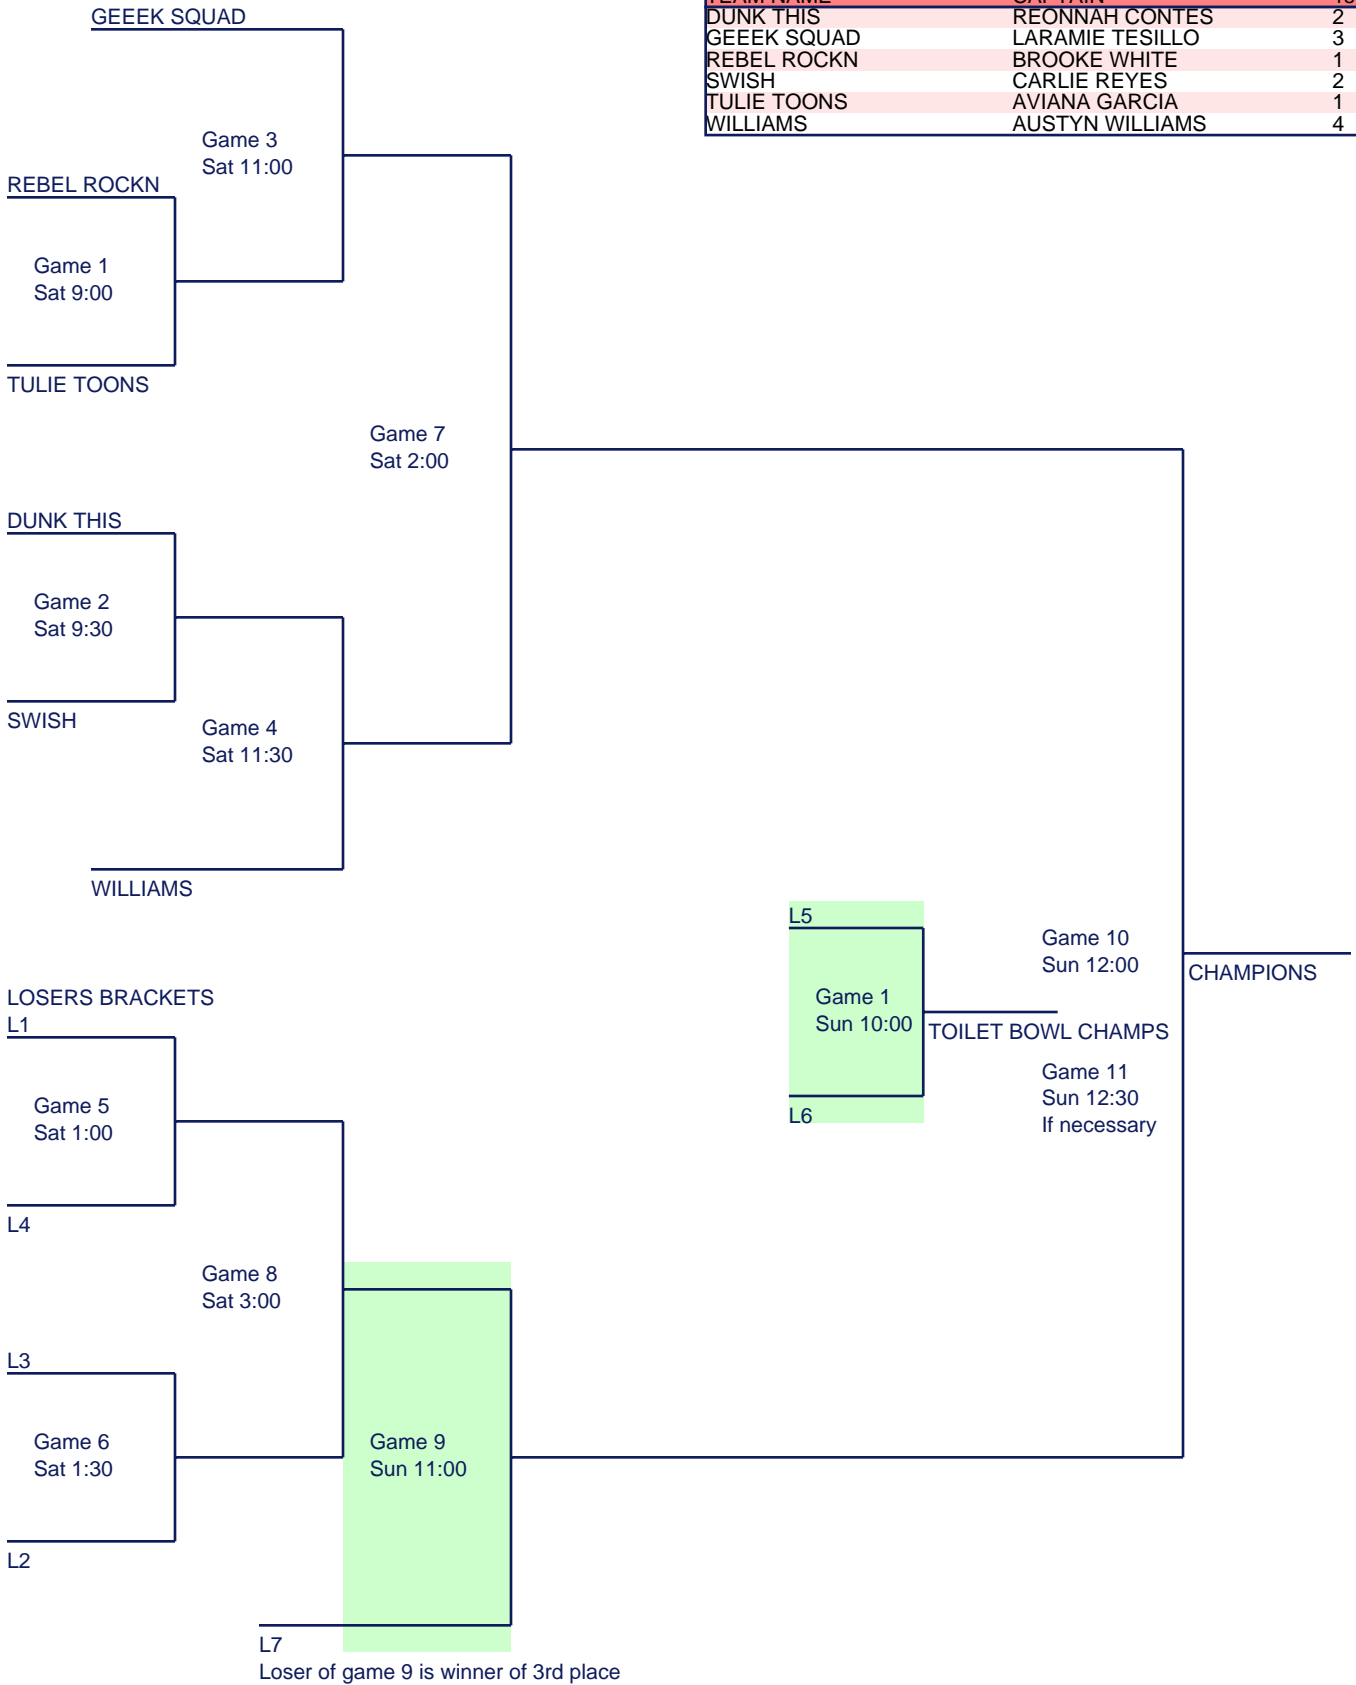 GEEEK SQUAD
TEAM NAME CAPTAIN
DUNK THIS REONNAH CONTES 2
GEEEK SQUAD LARAMIE TESILLO 3
REBEL ROCKN BROOKE WHITE 1
SWISH CARLIE REYES 2
TULIE TOONS AVIANA GARCIA 1
WILLIAMS AUSTYN WILLIAMS 4
Game 3
Sat 11:00
REBEL ROCKN
Game 1
Sat 9:00
TULIE TOONS
Game 7
Sat 2:00
DUNK THIS
Game 2
Sat 9:30
SWISH
Game 4
Sat 11:30
WILLIAMS
L5
Game 10
Sun 12:00
CHAMPIONS
Game 1
Sun 10:00
TOILET BOWL CHAMPS
Game 11
Sun 12:30
If necessary
L6
LOSERS BRACKETS
L1
Game 5
Sat 1:00
L4
Game 8
Sat 3:00
L3
Game 6
Sat 1:30
Game 9
Sun 11:00
L2
L7
Loser of game 9 is winner of 3rd place